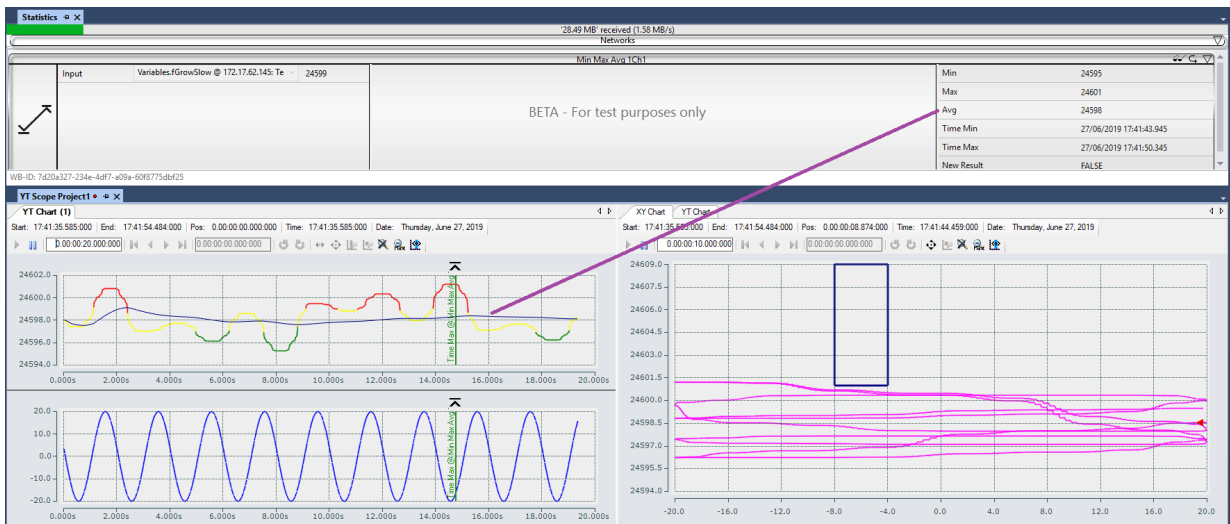 Statistics
'28.49 MB' received (1.58 MB/s)
Networks
Min Max Avg 1Ch1
Input Variables.fGrowSlow @ 172.17.62.145: Te 24599
BETA - For test purposes only
Min 24595
Max 24601
Avg 24598
Time Min 27/06/2019 17:41:43.945
Time Max 27/06/2019 17:41:50.345
New Result FALSE
WB-ID: 7d20a327-234e-4df7-a09a-60f8775dbf25
YT Scope Project1
YT Chart (1)
Start: 17:41:35.585:000 End: 17:41:54.484:000 Pos: 0.00:00:00.000:000 Time: 17:41:35.585:000 Date: Thursday, June 27, 2019
0.00:00:20.000:000 0.00:00:00.000:000
24602.0
24600.0
24598.0
24596.0
24594.0
Time Max @ Min Max Avg
0.000s 2.000s 4.000s 6.000s 8.000s 10.000s 12.000s 14.000s 16.000s 18.000s 20.000s
20.0
10.0
0.0
-10.0
-20.0
Time Max @ Min Max Avg
0.000s 2.000s 4.000s 6.000s 8.000s 10.000s 12.000s 14.000s 16.000s 18.000s 20.000s
XY Chart YT Chart
Start: 17:41:35.585:000 End: 17:41:54.484:000 Pos: 0.00:00:08.874:000 Time: 17:41:44.459:000 Date: Thursday, June 27, 2019
0.00:00:10.000:000 0.00:00:00.000:000
24609.0
24607.5
24606.0
24604.5
24603.0
24601.5
24600.0
24598.5
24597.0
24595.5
24594.0
-20.0 -16.0 -12.0 -8.0 -4.0 0.0 4.0 8.0 12.0 16.0 20.0